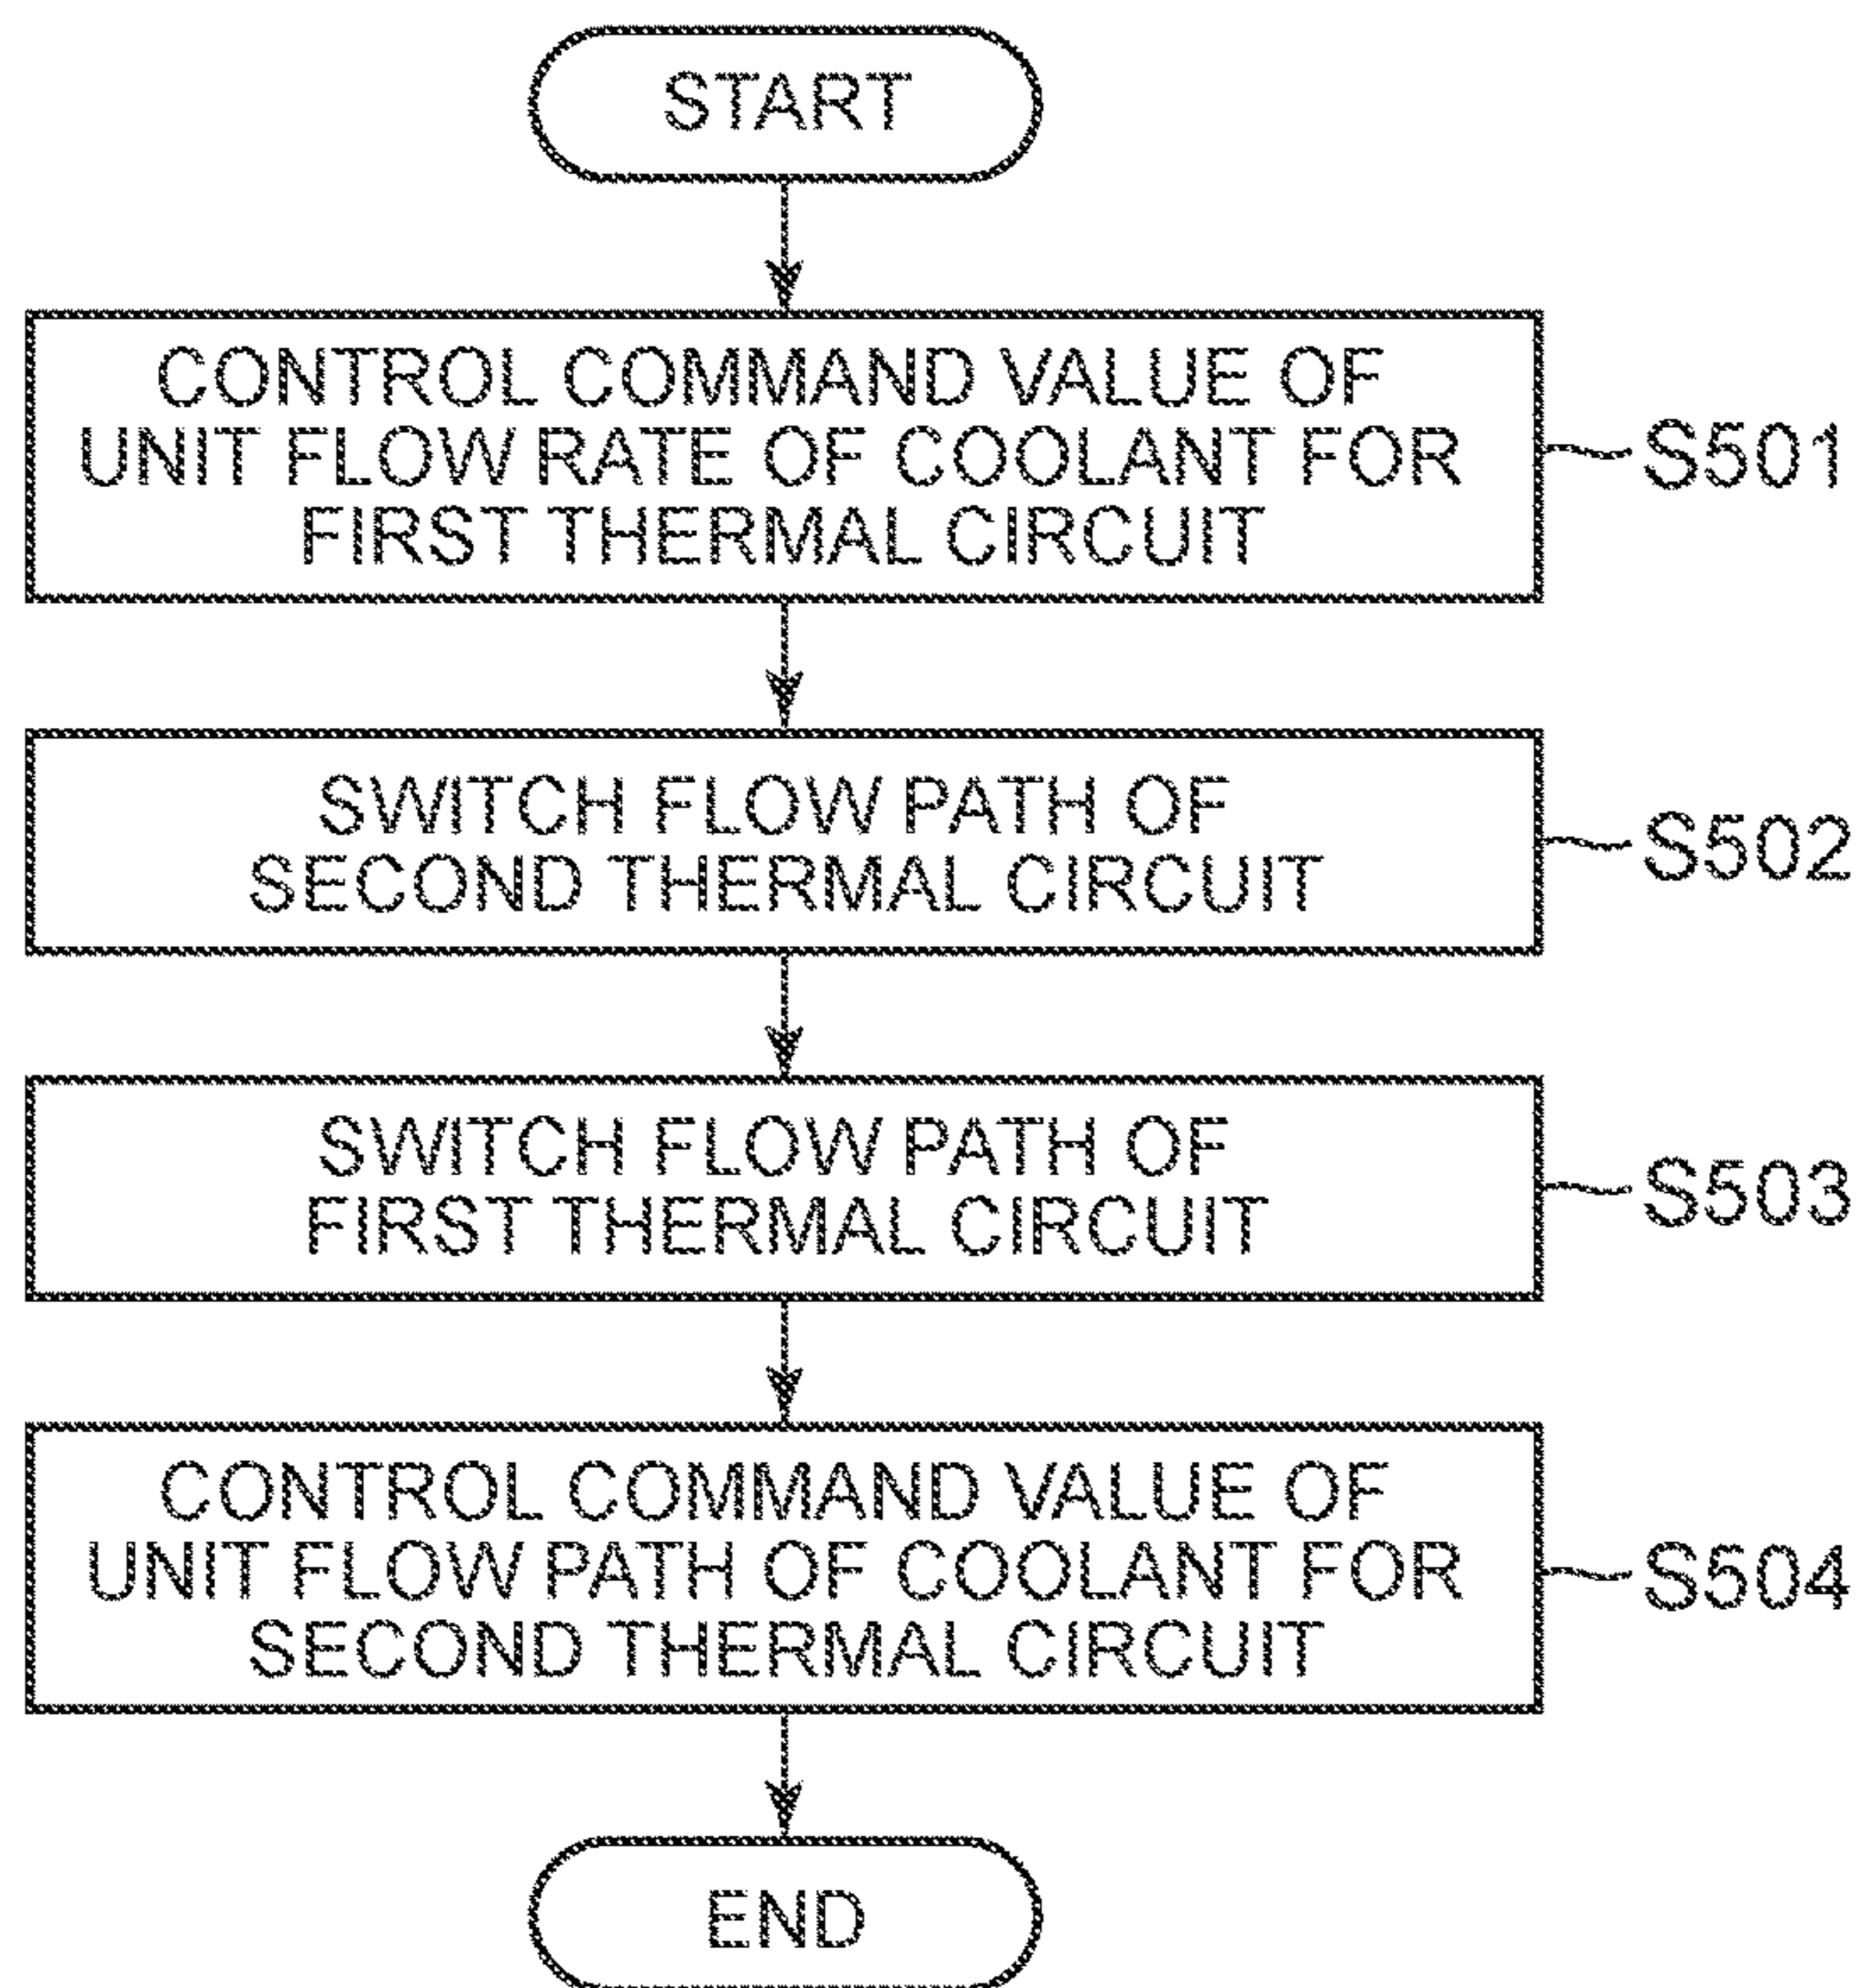 START
CONTROL COMMAND VALUE OF
UNIT FLOW RATE OF COOLANT FOR
FIRST THERMAL CIRCUIT
S501
SWITCH FLOW PATH OF
SECOND THERMAL CIRCUIT
S502
SWITCH FLOW PATH OF
FIRST THERMAL CIRCUIT
S503
CONTROL COMMAND VALUE OF
UNIT FLOW PATH OF COOLANT FOR
SECOND THERMAL CIRCUIT
S504
END